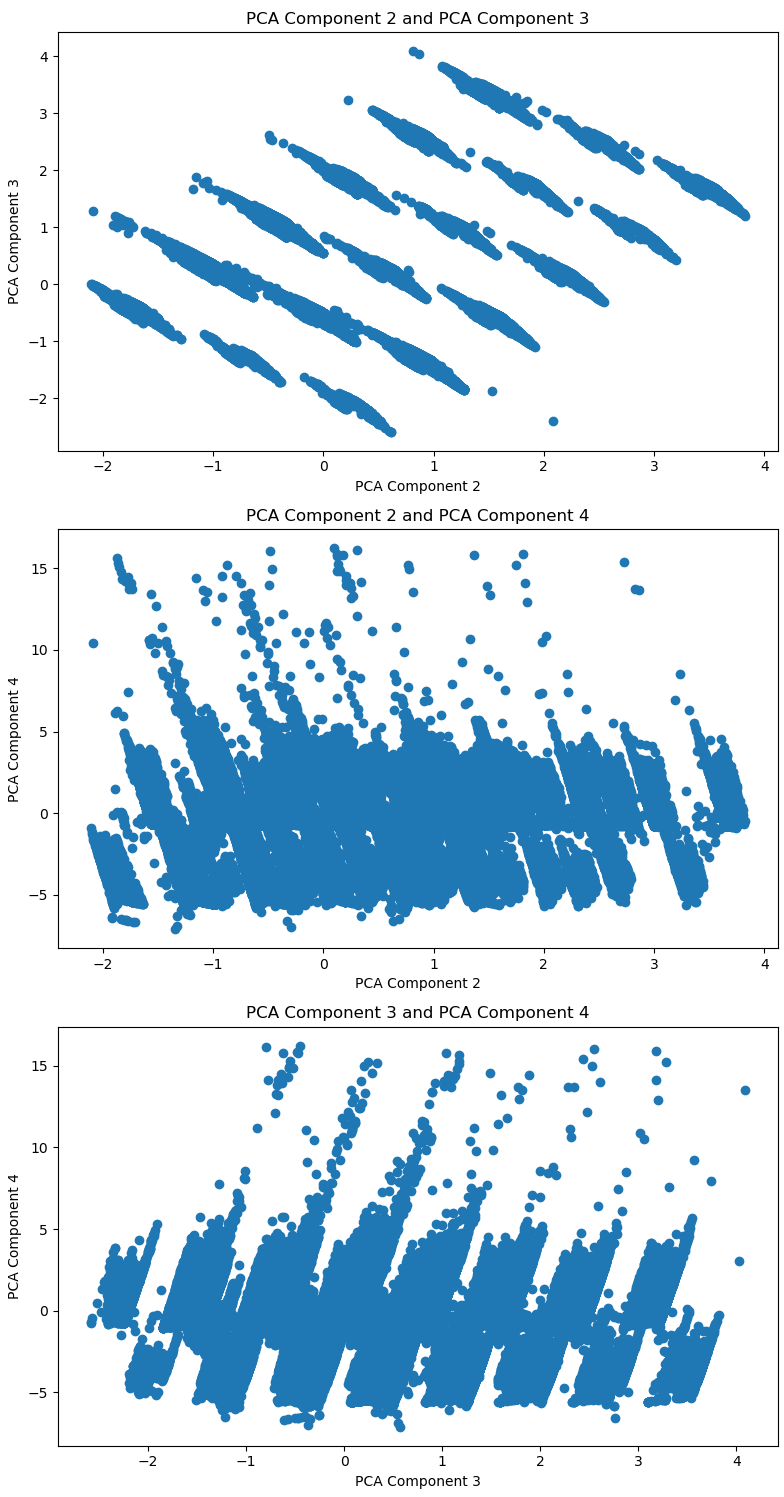 PCA Component 2 and PCA Component 3
4
3
2
1
0
−1
−2
PCA Component 3
−2 −1 0 1 2 3 4
PCA Component 2
PCA Component 2 and PCA Component 4
15
10
5
0
−5
PCA Component 4
−2 −1 0 1 2 3 4
PCA Component 2
PCA Component 3 and PCA Component 4
15
10
5
0
−5
PCA Component 4
−2 −1 0 1 2 3 4
PCA Component 3